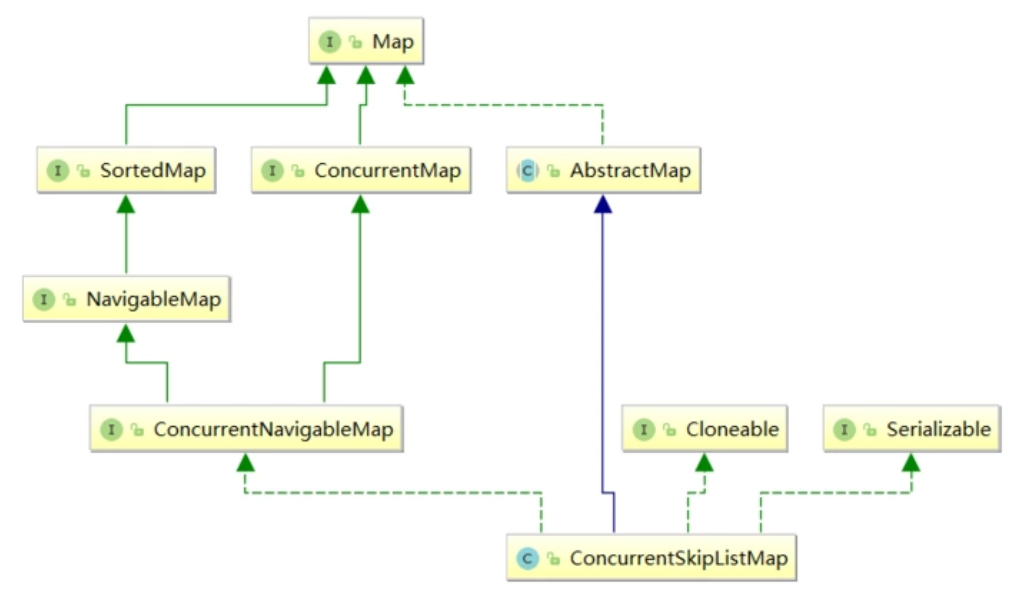 I Map
I SortedMap
I ConcurrentMap
C AbstractMap
I NavigableMap
I ConcurrentNavigableMap
I Cloneable
I Serializable
C ConcurrentSkipListMap